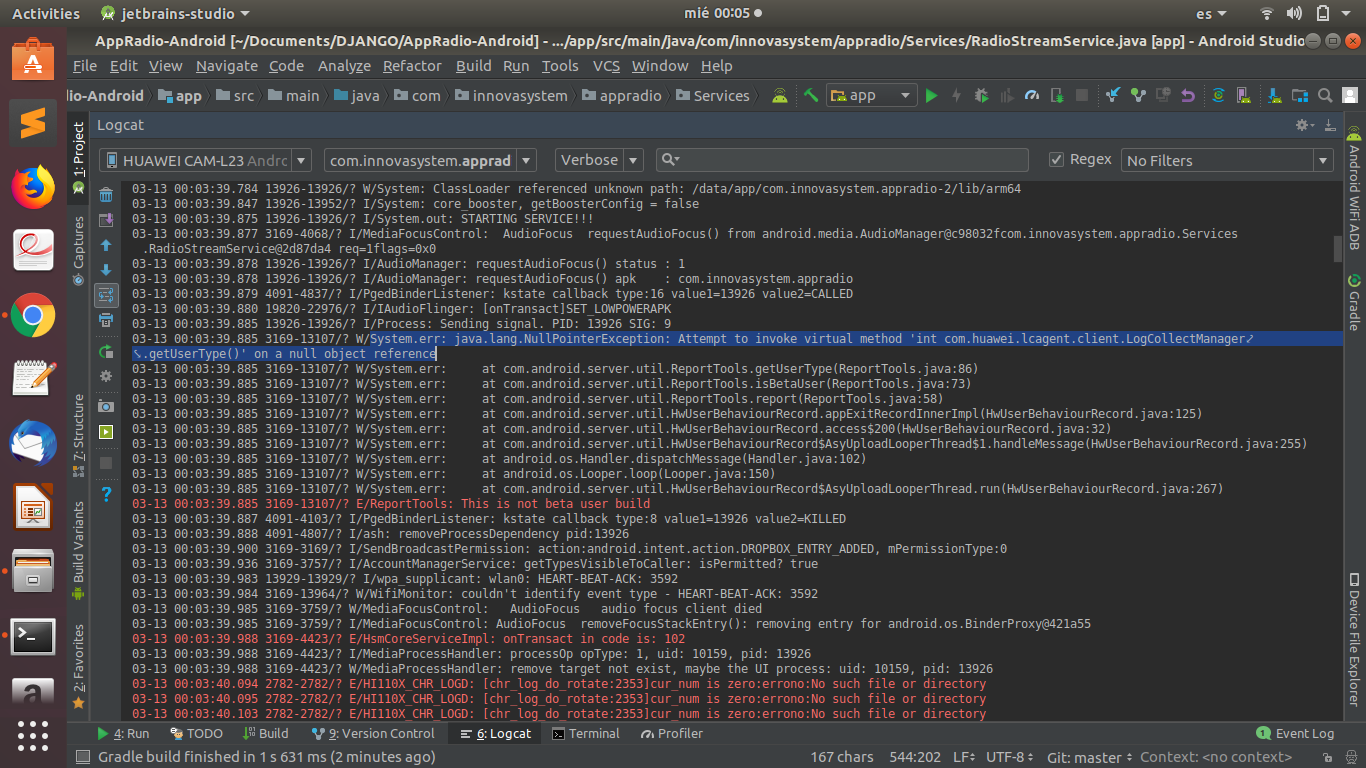 Activities
jetbrains-studio
mié 00:05
es
AppRadio-Android [~/Documents/DJANGO/AppRadio-Android] - .../app/src/main/java/com/innovasystem/appradio/Services/RadioStreamService.java [app] - Android Studio
File Edit View Navigate Code Analyze Refactor Build Run Tools VCS Window Help
dio-Android app src main java com innovasystem appradio Services
app
Logcat
HUAWEI CAM-L23 Andrc
com.innovasystem.apprad
Verbose
Regex
No Filters
03-13 00:03:39.784 13926-13926/? W/System: ClassLoader referenced unknown path: /data/app/com.innovasystem.appradio-2/lib/arm64
03-13 00:03:39.847 13926-13952/? I/System: core_booster, getBoosterConfig = false
03-13 00:03:39.875 13926-13926/? I/System.out: STARTING SERVICE!!!
03-13 00:03:39.877 3169-4068/? I/MediaFocusControl:  AudioFocus  requestAudioFocus() from android.media.AudioManager@c98032fcom.innovasystem.appradio.Services
.RadioStreamService@2d87da4 req=1flags=0x0
03-13 00:03:39.878 13926-13926/? I/AudioManager: requestAudioFocus() status : 1
03-13 00:03:39.878 13926-13926/? I/AudioManager: requestAudioFocus() apk    : com.innovasystem.appradio
03-13 00:03:39.879 4091-4837/? I/PgedBinderListener: kstate callback type:16 value1=13926 value2=CALLED
03-13 00:03:39.880 19820-22976/? I/IAudioFlinger: [onTransact]SET_LOWPOWERAPK
03-13 00:03:39.885 13926-13926/? I/Process: Sending signal. PID: 13926 SIG: 9
03-13 00:03:39.885 3169-13107/? W/System.err: java.lang.NullPointerException: Attempt to invoke virtual method 'int com.huawei.lcagent.client.LogCollectManager
.getUserType()' on a null object reference
03-13 00:03:39.885 3169-13107/? W/System.err:     at com.android.server.util.ReportTools.getUserType(ReportTools.java:86)
03-13 00:03:39.885 3169-13107/? W/System.err:     at com.android.server.util.ReportTools.isBetaUser(ReportTools.java:73)
03-13 00:03:39.885 3169-13107/? W/System.err:     at com.android.server.util.ReportTools.report(ReportTools.java:58)
03-13 00:03:39.885 3169-13107/? W/System.err:     at com.android.server.util.HwUserBehaviourRecord.appExitRecordInnerImpl(HwUserBehaviourRecord.java:125)
03-13 00:03:39.885 3169-13107/? W/System.err:     at com.android.server.util.HwUserBehaviourRecord.access$200(HwUserBehaviourRecord.java:32)
03-13 00:03:39.885 3169-13107/? W/System.err:     at com.android.server.util.HwUserBehaviourRecord$AsyUploadLooperThread$1.handleMessage(HwUserBehaviourRecord.java:255)
03-13 00:03:39.885 3169-13107/? W/System.err:     at android.os.Handler.dispatchMessage(Handler.java:102)
03-13 00:03:39.885 3169-13107/? W/System.err:     at android.os.Looper.loop(Looper.java:150)
03-13 00:03:39.885 3169-13107/? W/System.err:     at com.android.server.util.HwUserBehaviourRecord$AsyUploadLooperThread.run(HwUserBehaviourRecord.java:267)
03-13 00:03:39.885 3169-13107/? E/ReportTools: This is not beta user build
03-13 00:03:39.887 4091-4103/? I/PgedBinderListener: kstate callback type:8 value1=13926 value2=KILLED
03-13 00:03:39.888 4091-4807/? I/ash: removeProcessDependency pid:13926
03-13 00:03:39.900 3169-3169/? I/SendBroadcastPermission: action:android.intent.action.DROPBOX_ENTRY_ADDED, mPermissionType:0
03-13 00:03:39.936 3169-3757/? I/AccountManagerService: getTypesVisibleToCaller: isPermitted? true
03-13 00:03:39.983 13929-13929/? I/wpa_supplicant: wlan0: HEART-BEAT-ACK: 3592
03-13 00:03:39.984 3169-13964/? W/WifiMonitor: couldn't identify event type - HEART-BEAT-ACK: 3592
03-13 00:03:39.985 3169-3759/? W/MediaFocusControl:   AudioFocus   audio focus client died
03-13 00:03:39.985 3169-3759/? I/MediaFocusControl: AudioFocus  removeFocusStackEntry(): removing entry for android.os.BinderProxy@421a55
03-13 00:03:39.988 3169-4423/? E/HsmCoreServiceImpl: onTransact in code is: 102
03-13 00:03:39.988 3169-4423/? I/MediaProcessHandler: processOp opType: 1, uid: 10159, pid: 13926
03-13 00:03:39.988 3169-4423/? W/MediaProcessHandler: remove target not exist, maybe the UI process: uid: 10159, pid: 13926
03-13 00:03:40.094 2782-2782/? E/HI110X_CHR_LOGD: [chr_log_do_rotate:2353]cur_num is zero:errono:No such file or directory
03-13 00:03:40.095 2782-2782/? E/HI110X_CHR_LOGD: [chr_log_do_rotate:2353]cur_num is zero:errono:No such file or directory
03-13 00:03:40.103 2782-2782/? E/HI110X_CHR_LOGD: [chr_log_do_rotate:2353]cur_num is zero:errono:No such file or directory
1: Project
Captures
7: Structure
Build Variants
2: Favorites
Android WiFi ADB
Gradle
Device File Explorer
4: Run
TODO
Build
9: Version Control
6: Logcat
Terminal
Profiler
1 Event Log
Gradle build finished in 1 s 631 ms (2 minutes ago)
167 chars 544:202 LF UTF-8 Git: master Context: <no context>